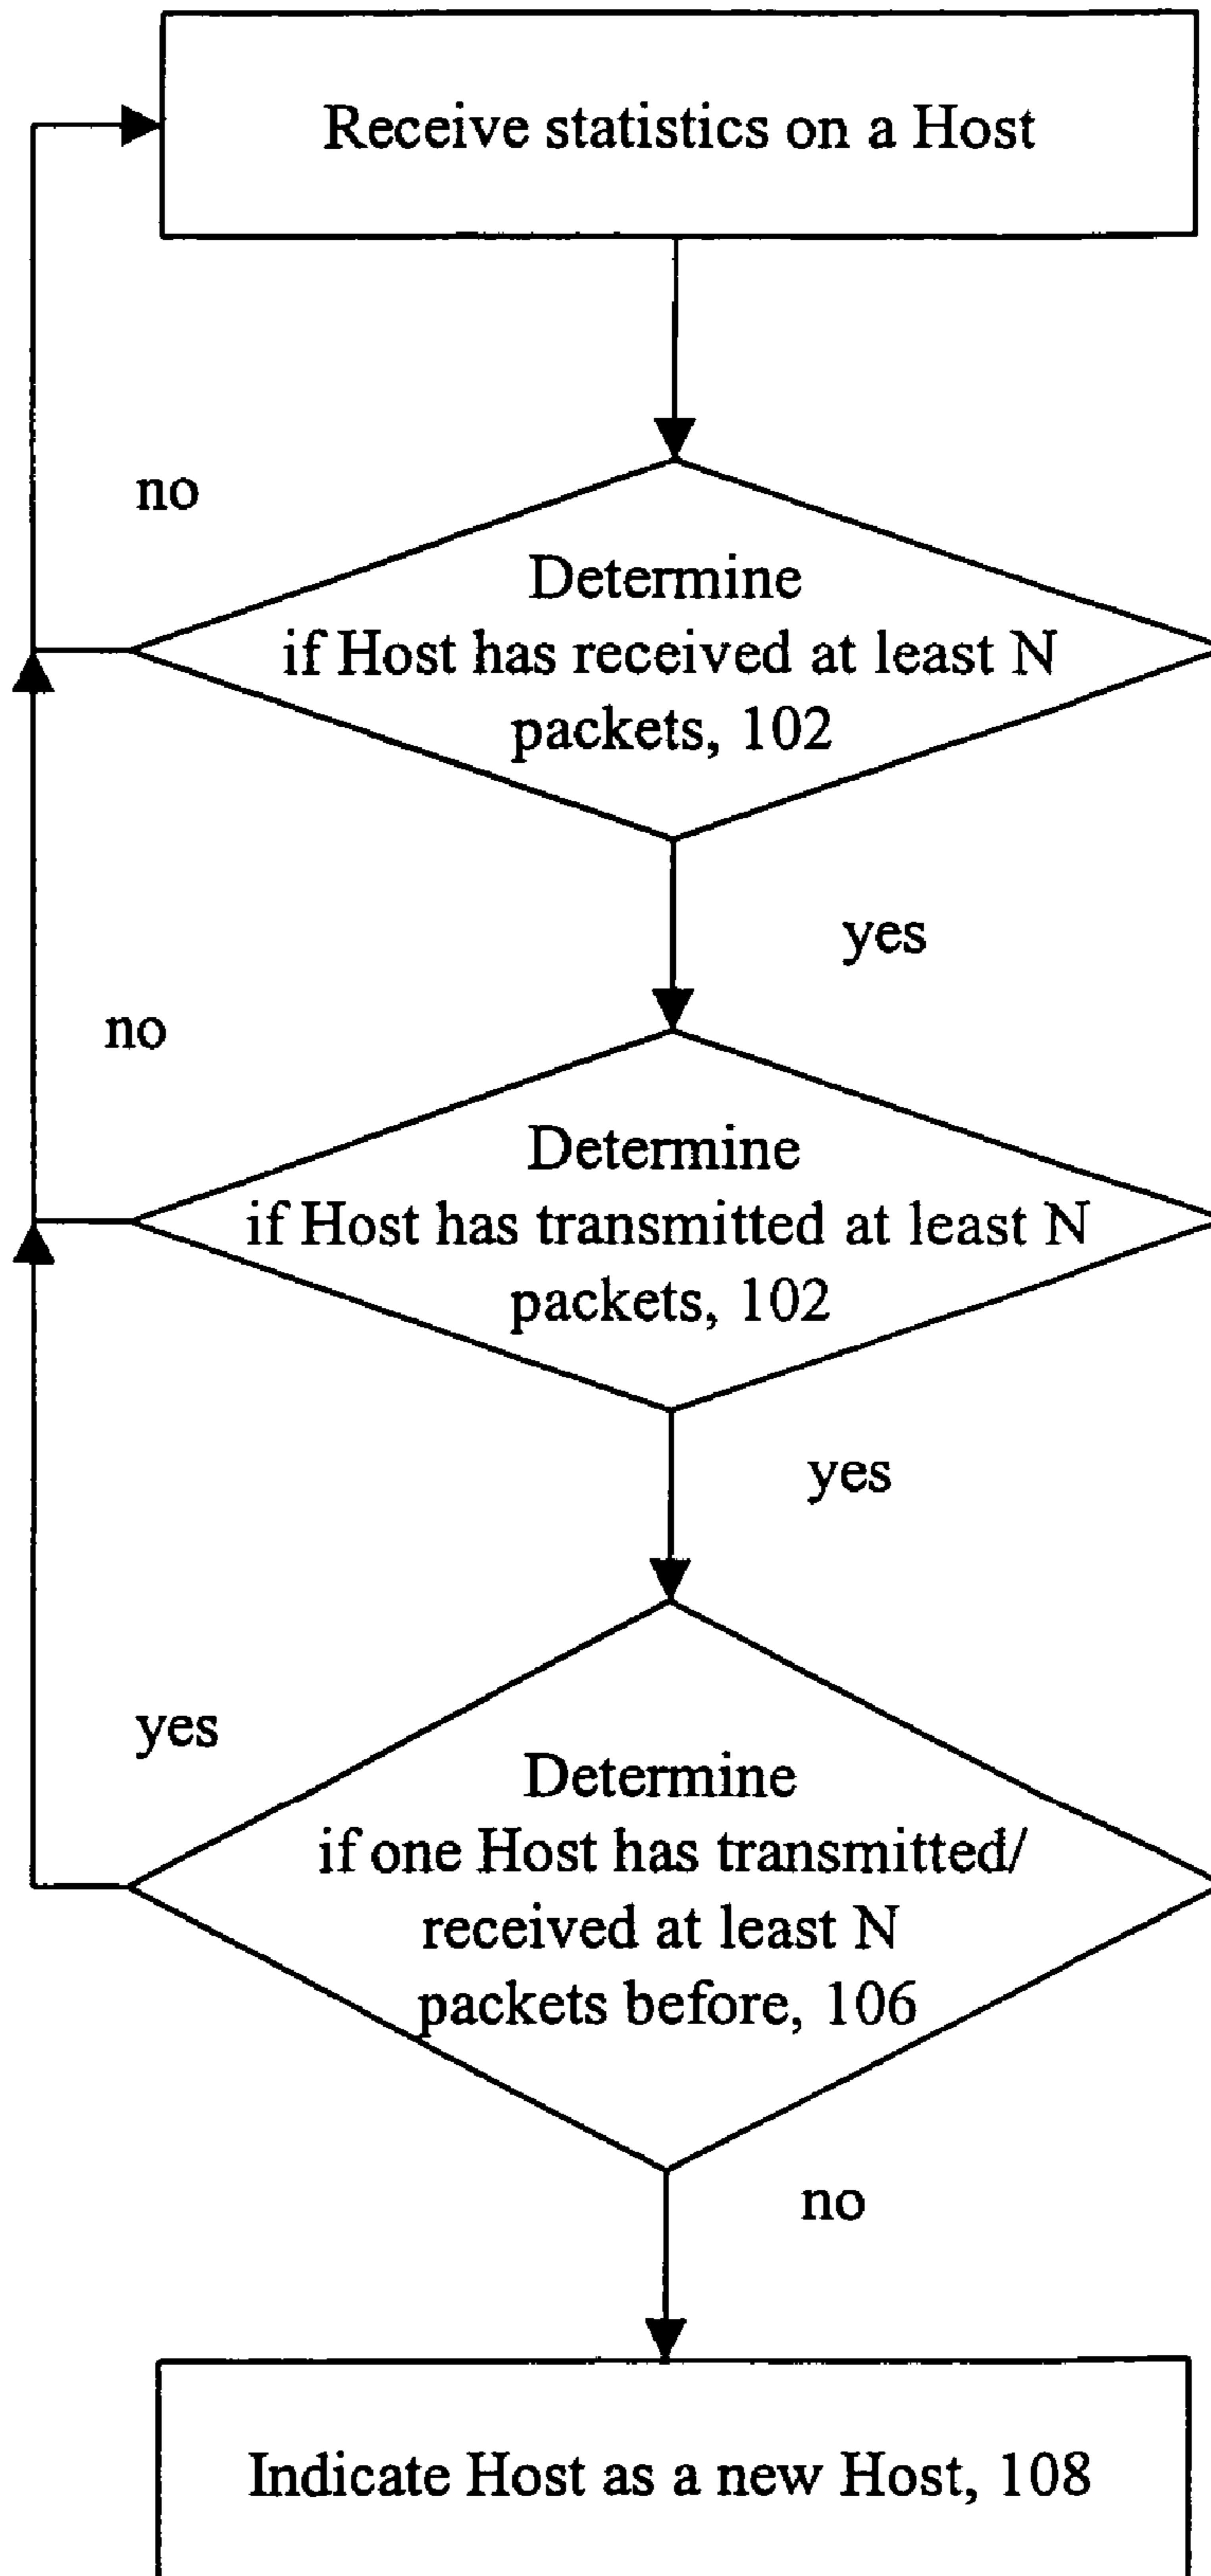 Receive statistics on a Host
no
Determine
if Host has received at least N
packets, 102
yes
no
Determine
if Host has transmitted at least N
packets, 102
yes
yes
Determine
if one Host has transmitted/
received at least N
packets before, 106
no
Indicate Host as a new Host, 108